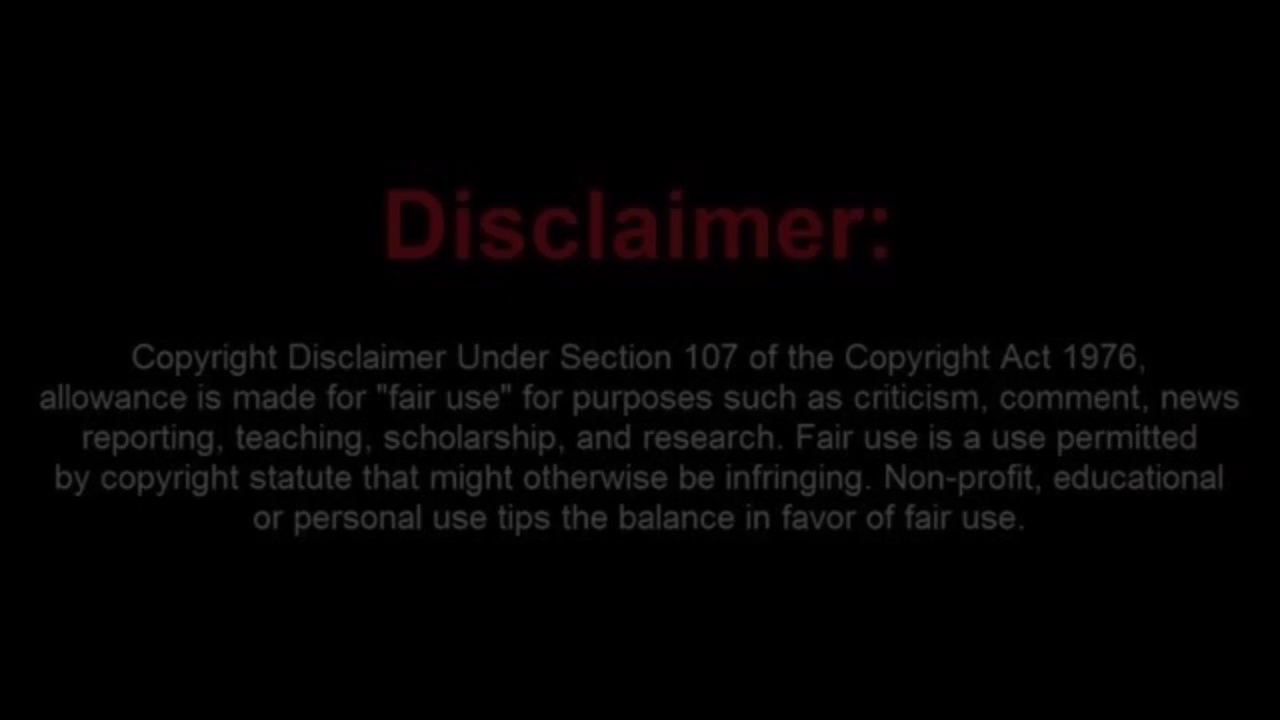 Disclaimer:
Copyright Disclaimer Under Section 107 of the Copyright Act 1976,
allowance is made for "fair use" for purposes such as criticism, comment, news
reporting, teaching, scholarship, and research. Fair use is a use permitted
by copyright statute that might otherwise be infringing. Non-profit, educational
or personal use tips the balance in favor of fair use.